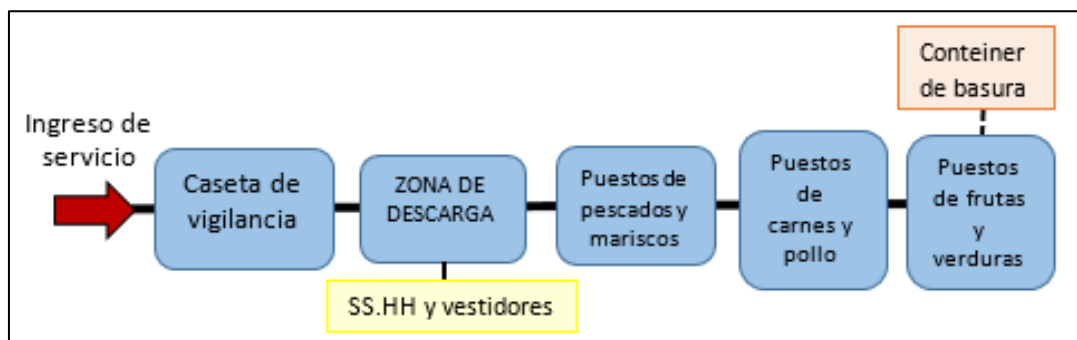 Conteiner
de basura
Ingreso de
servicio
Caseta de
vigilancia
ZONA DE
DESCARGA
Puestos de
pescados y
mariscos
Puestos
de
carnes y
pollo
Puestos
de frutas
y
verduras
SS.HH y vestidores